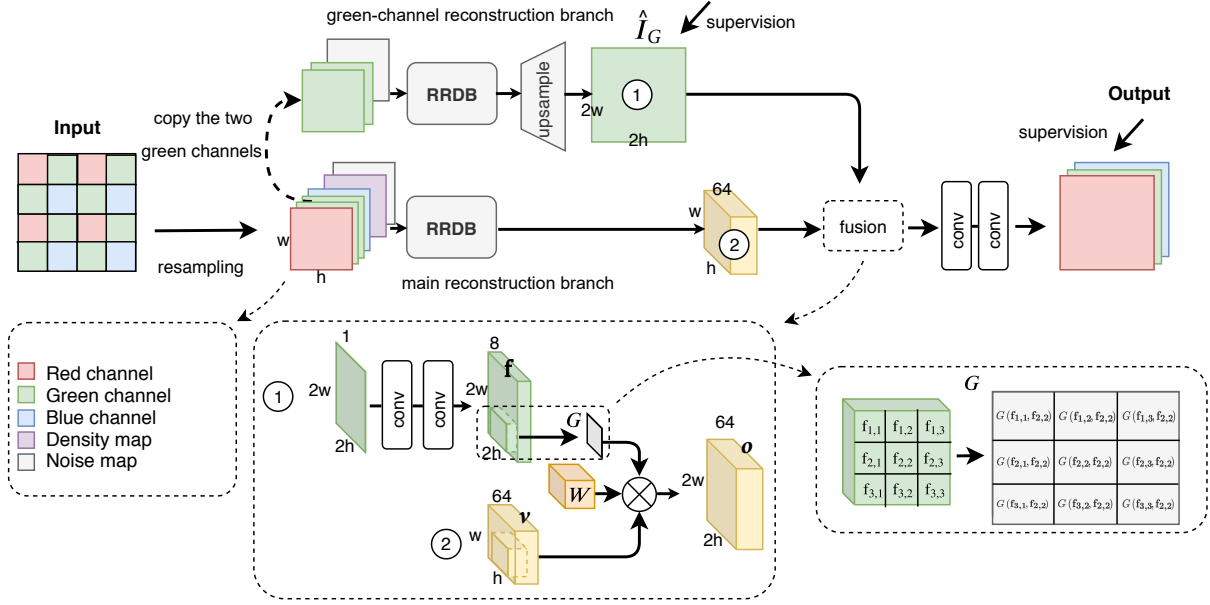 green-channel reconstruction branch
Î_G
supervision
RRDB
upsample
2w
1
2h
copy the two
green channels
Input
Output
supervision
w
h
resampling
RRDB
main reconstruction branch
64
w
2
h
fusion
conv
conv
Red channel
Green channel
Blue channel
Density map
Noise map
1
1
2w
2h
conv
conv
8
f
2w
2h
G
W
64
v
2
w
h
64
o
2w
2h
G
f1,1 f1,2 f1,3
f2,1 f2,2 f2,3
f3,1 f3,2 f3,3
G(f1,1, f2,2) G(f1,2, f2,2) G(f1,3, f2,2)
G(f2,1, f2,2) G(f2,2, f2,2) G(f2,3, f2,2)
G(f3,1, f2,2) G(f3,2, f2,2) G(f3,3, f2,2)